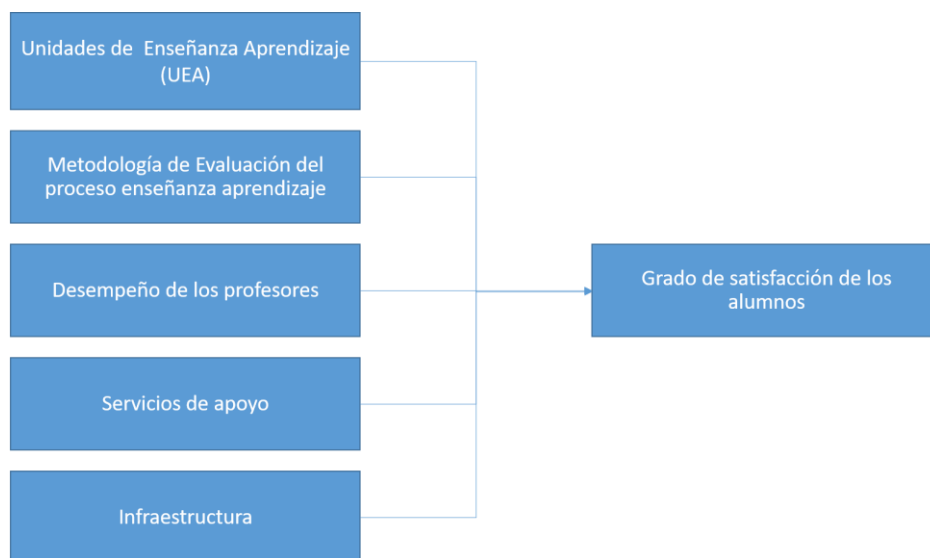 Unidades de Enseñanza Aprendizaje
(UEA)
Metodología de Evaluación del
proceso enseñanza aprendizaje
Desempeño de los profesores
Grado de satisfacción de los
alumnos
Servicios de apoyo
Infraestructura